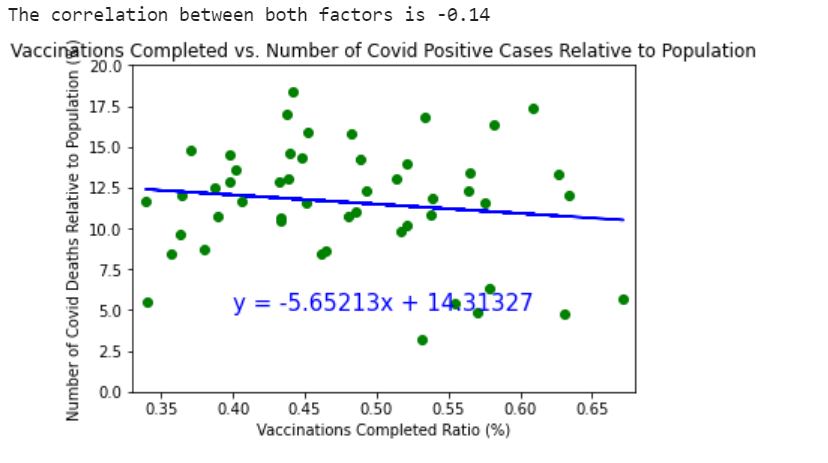 The correlation between both factors is -0.14
Vaccinations Completed vs. Number of Covid Positive Cases Relative to Population
Number of Covid Deaths Relative to Population (%)
20.0
17.5
15.0
12.5
10.0
7.5
5.0
2.5
0.0
y = -5.65213x + 14.31327
0.35 0.40 0.45 0.50 0.55 0.60 0.65
Vaccinations Completed Ratio (%)